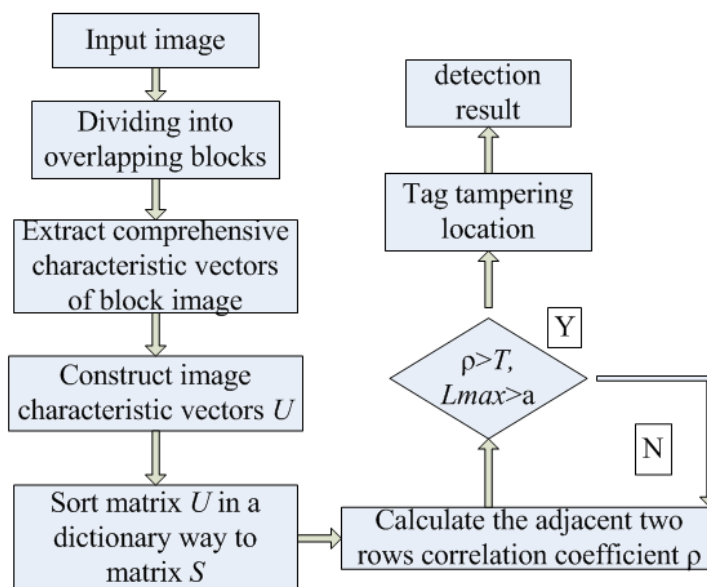 Input image
Dividing into
overlapping blocks
Extract comprehensive
characteristic vectors
of block image
Construct image
characteristic vectors U
Sort matrix U in a
dictionary way to
matrix S
Calculate the adjacent two
rows correlation coefficient ρ
ρ>T,
Lmax>a
Y
N
Tag tampering
location
detection
result